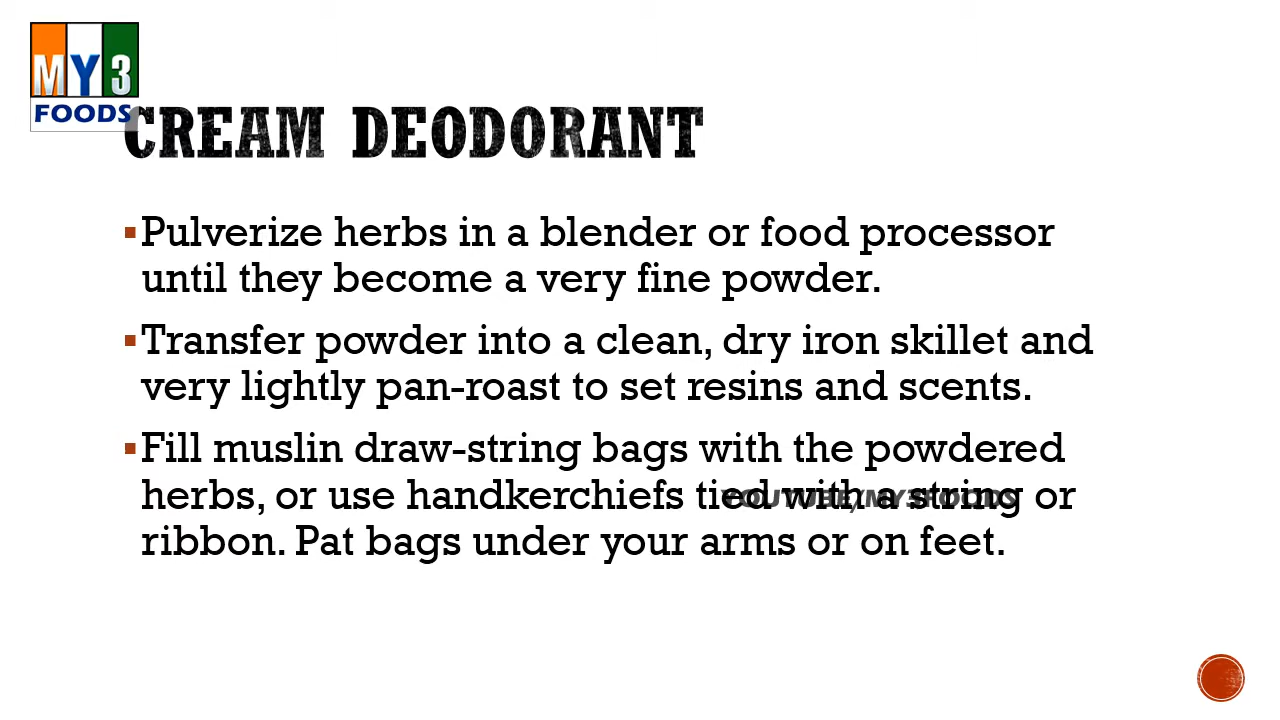 MY3
FOODS
CREAM DEODORANT
▪Pulverize herbs in a blender or food processor
until they become a very fine powder.
▪Transfer powder into a clean, dry iron skillet and
very lightly pan-roast to set resins and scents.
▪Fill muslin draw-string bags with the powdered
herbs, or use handkerchiefs tied with a string or
YOUTUBE/MY3FOODS
ribbon. Pat bags under your arms or on feet.